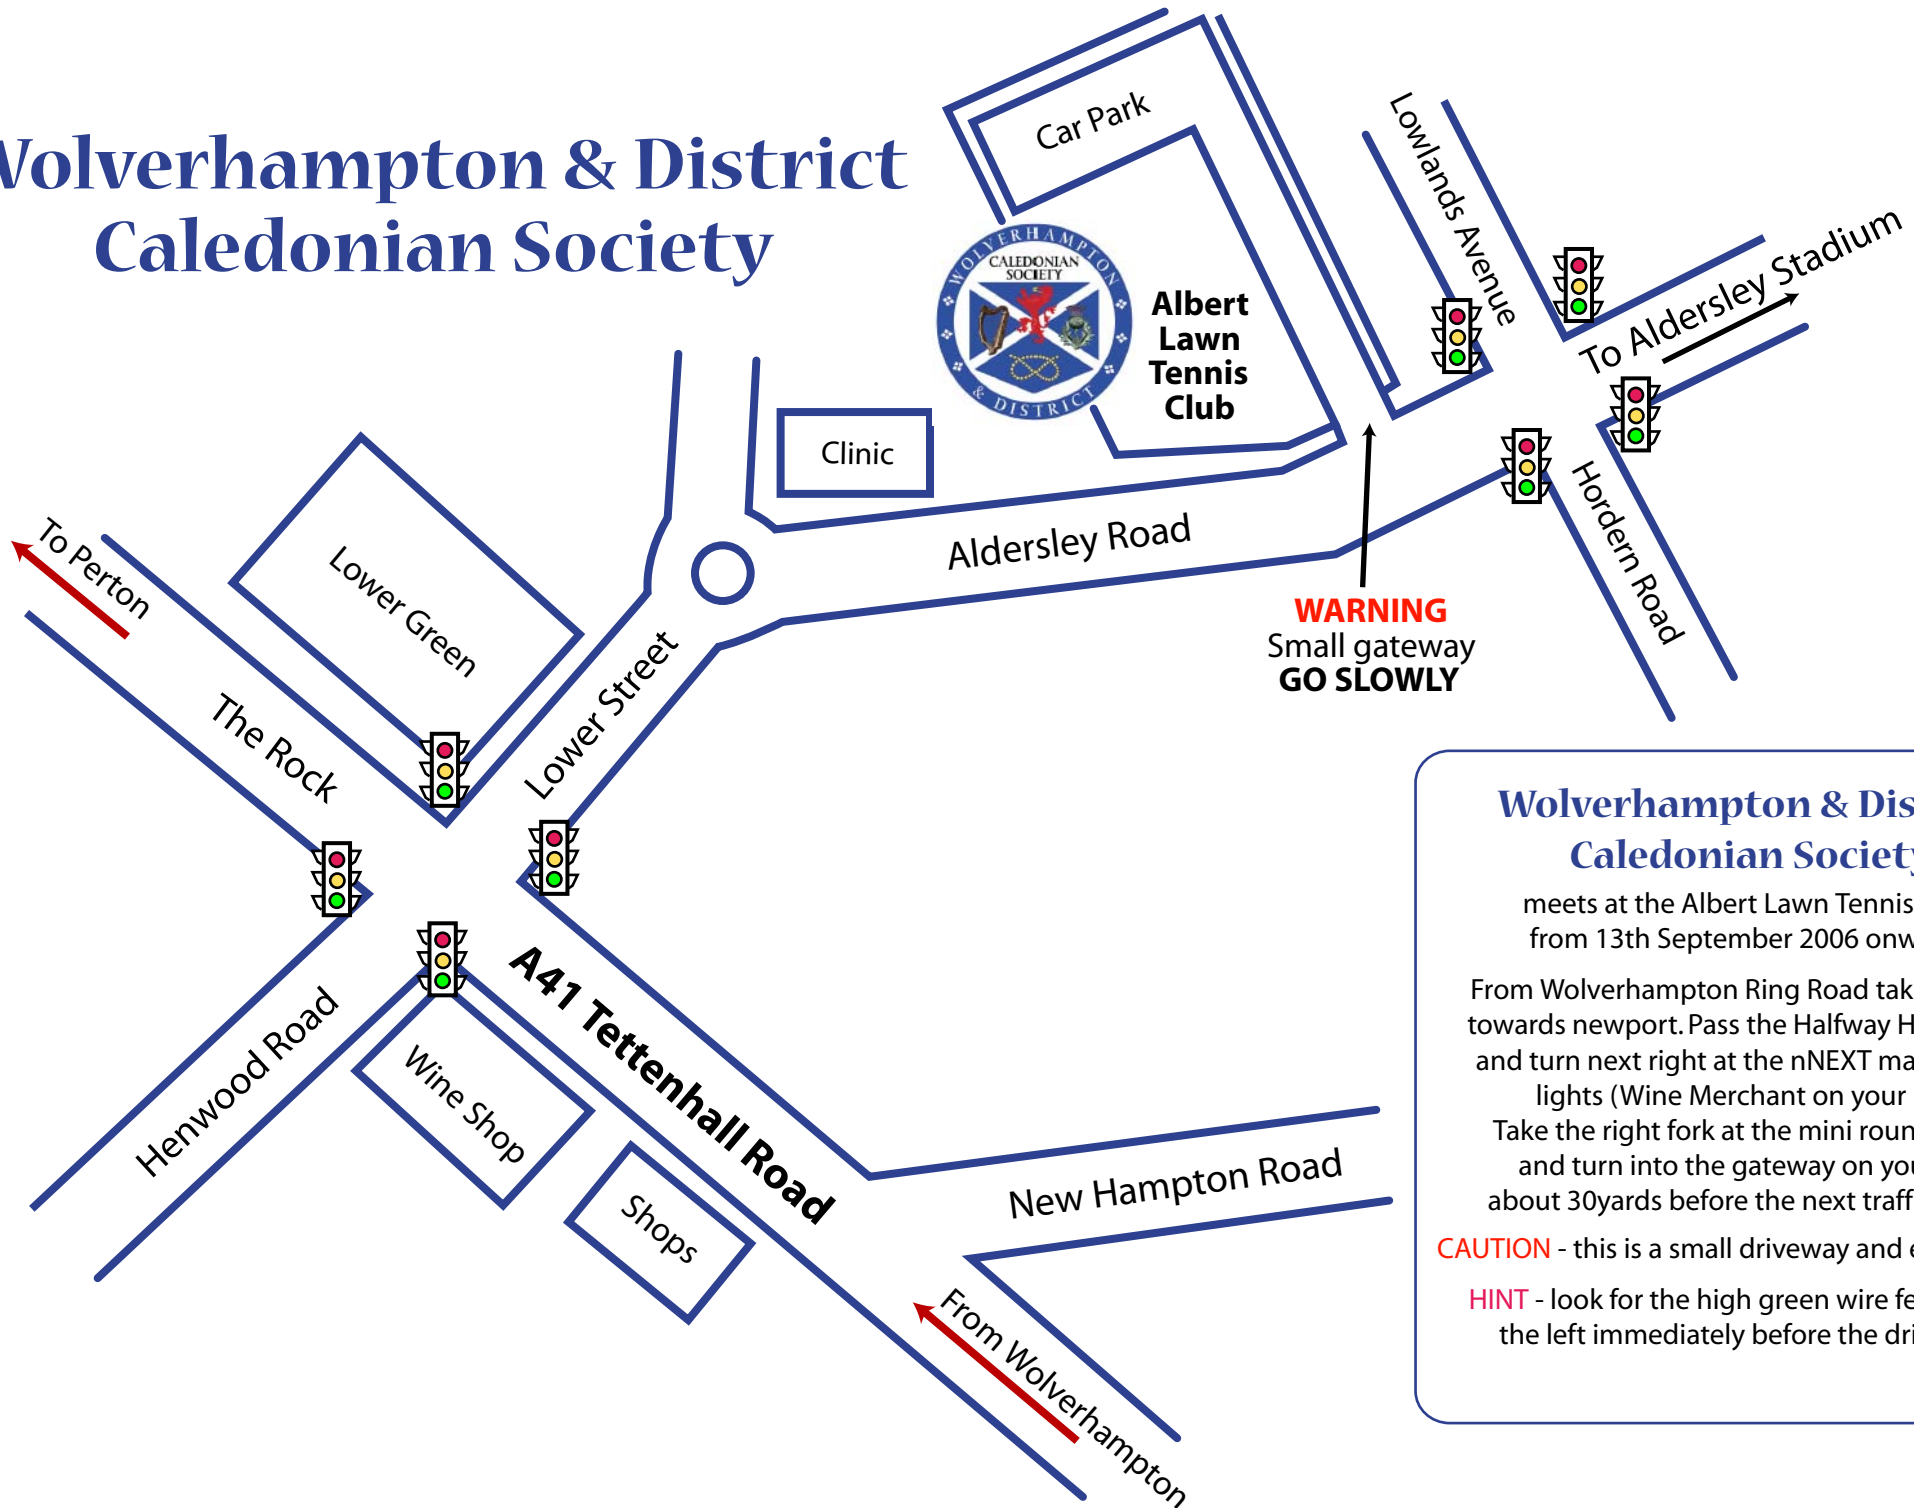 Wolverhampton & District
Caledonian Society
Car Park
Lowlands Avenue
To Aldersley Stadium
WOLVERHAMPTON
CALEDONIAN
SOCIETY
& DISTRICT
Albert
Lawn
Tennis
Club
Clinic
Aldersley Road
Hordern Road
WARNING
Small gateway
GO SLOWLY
To Perton
Lower Green
The Rock
Lower Street
A41 Tettenhall Road
Henwood Road
Wine Shop
Shops
New Hampton Road
From Wolverhampton
Wolverhampton & Dis
Caledonian Society
meets at the Albert Lawn Tennis
from 13th September 2006 onw
From Wolverhampton Ring Road tak
towards newport. Pass the Halfway H
and turn next right at the nNEXT ma
lights (Wine Merchant on your
Take the right fork at the mini roun
and turn into the gateway on you
about 30yards before the next traff
CAUTION - this is a small driveway and e
HINT - look for the high green wire fe
the left immediately before the dri